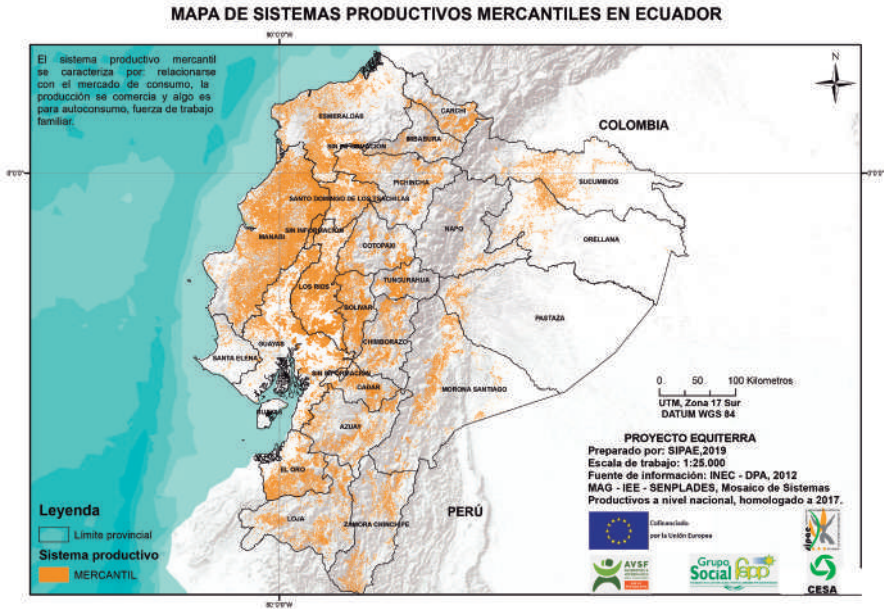 MAPA DE SISTEMAS PRODUCTIVOS MERCANTILES EN ECUADOR
80°0'0"W
El sistema productivo mercantil
se caracteriza por: relacionarse
con el mercado de consumo, la
producción se comercia y algo es
para autoconsumo, fuerza de trabajo
familiar.
N
ESMERALDAS
CARCHI
IMBABURA
COLOMBIA
SIN INFORMACION
0°0'0"
0°0'0"
PICHINCHA
SUCUMBIOS
SANTO DOMINGO DE LOS TSACHILAS
SIN INFORMACION
MANABI
NAPO
ORELLANA
COTOPAXI
TUNGURAHUA
LOS RIOS
BOLIVAR
PASTAZA
CHIMBORAZO
GUAYAS
SANTA ELENA
SIN INFORMACION
CAÑAR
MORONA SANTIAGO
0 50 100 Kilometros
UTM, Zona 17 Sur
DATUM WGS 84
AZUAY
EL ORO
LOJA
ZAMORA CHINCHIPE
PERÚ
PROYECTO EQUITERRA
Preparado por: SIPAE,2019
Escala de trabajo: 1:25.000
Fuente de información: INEC - DPA, 2012
MAG - IEE - SENPLADES, Mosaico de Sistemas
Productivos a nivel nacional, homologado a 2017.
Leyenda
Límite provincial
Sistema productivo
MERCANTIL
Cofinanciado
por la Unión Europea
sipae
AVSF
Grupo
Social fepp
CESA
80°0'0"W